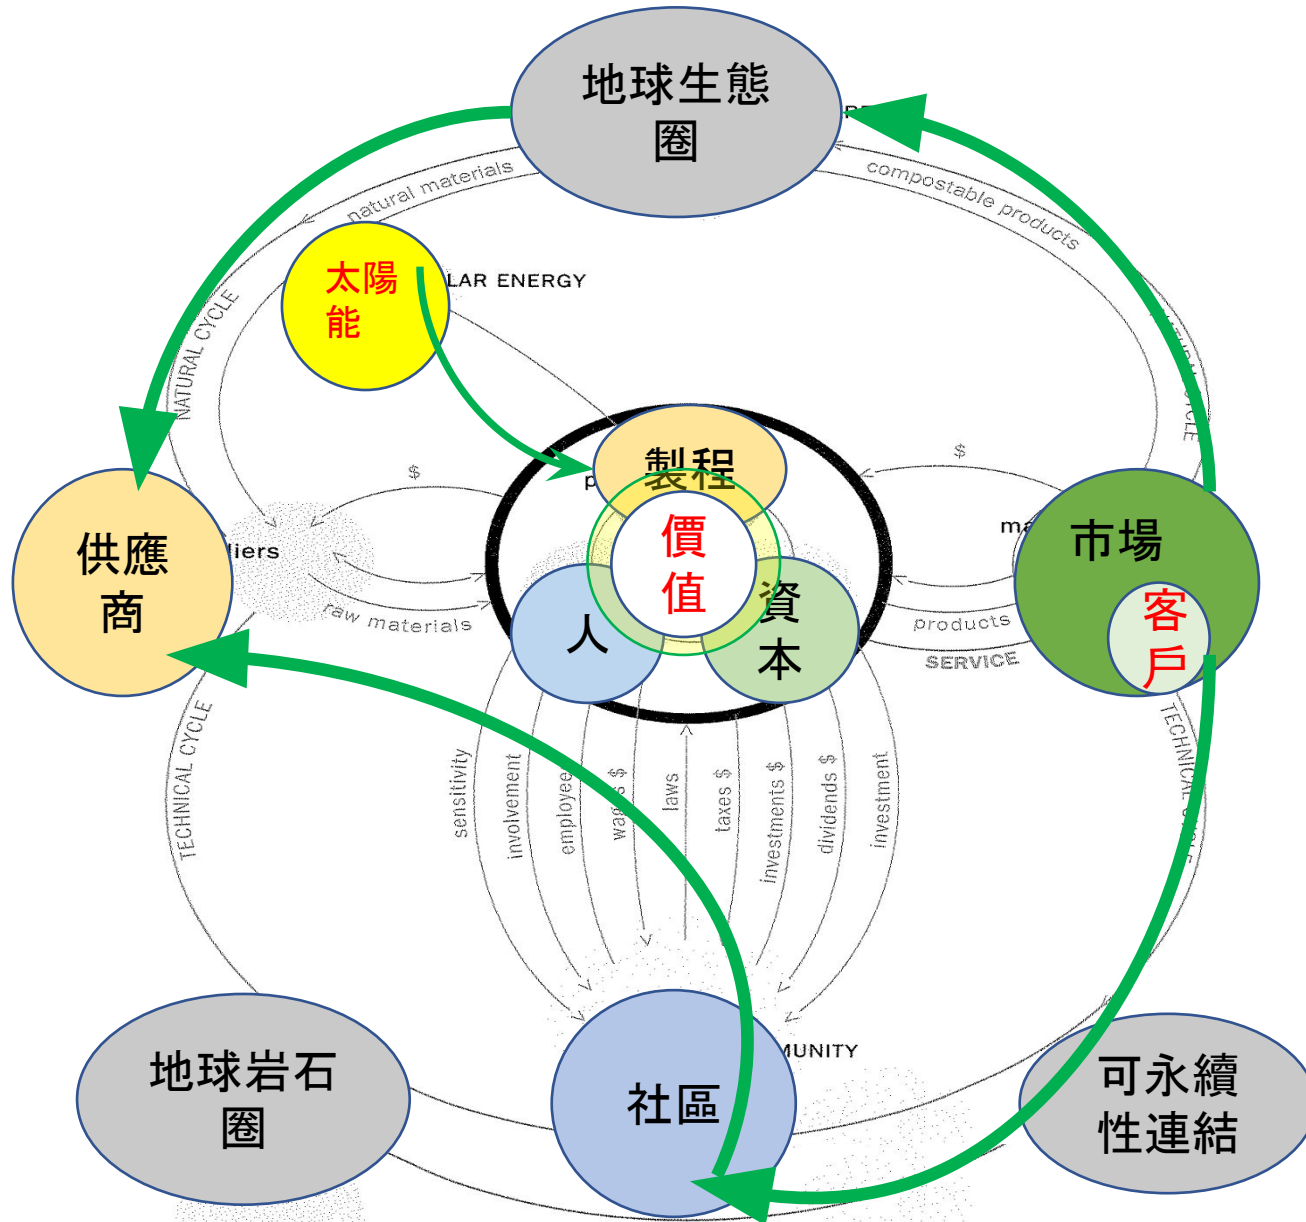 地球生態
圈
natural materials
compostable products
太陽
能
LAR ENERGY
NATURAL CYCLE
$
$
製程
價
值
人
資
本
供應
商
liers
raw materials
市場
客
戶
products
SERVICE
TECHNICAL CYCLE
sensitivity
involvement
employee
wages $
laws
taxes $
investments $
dividends $
investment
MUNITY
地球岩石
圈
社區
可永續
性連結